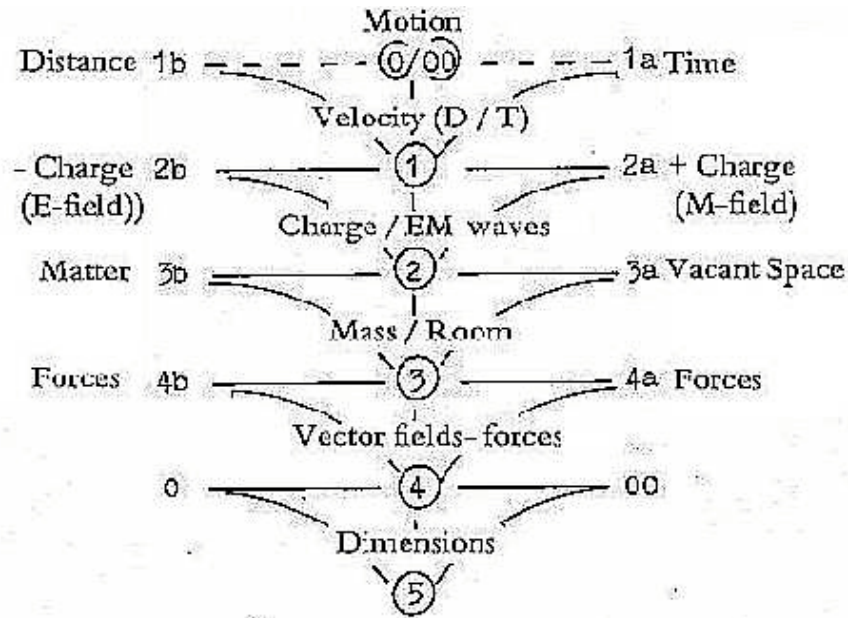 Motion
Distance 1b 0/00 1a Time
Velocity (D / T)
- Charge 2b 1 2a + Charge
(E-field)) (M-field)
Charge / EM waves
2
Matter 3b 3a Vacant Space
Mass / Room
Forces 4b 3 4a Forces
Vector fields- forces
0 4 00
Dimensions
5